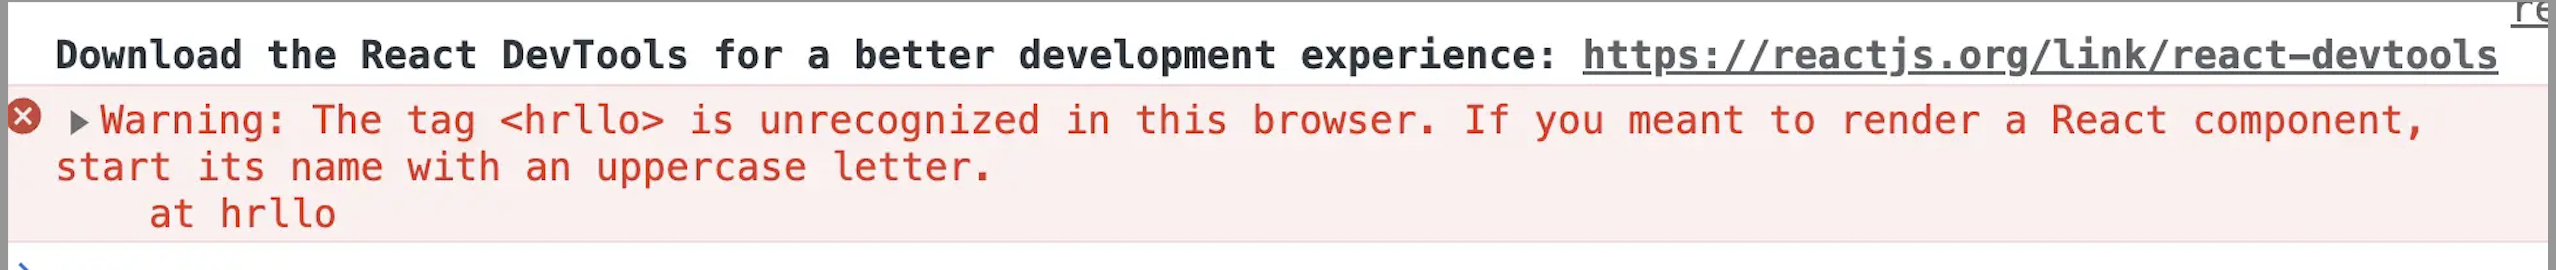 Download the React DevTools for a better development experience: https://reactjs.org/link/react-devtools
Warning: The tag <hrllo> is unrecognized in this browser. If you meant to render a React component,
start its name with an uppercase letter.
at hrllo